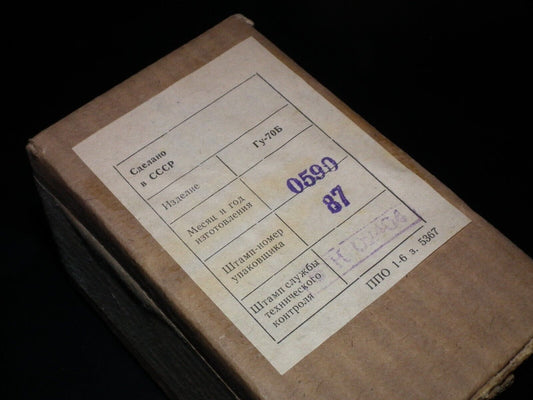 Сделано
в СССР
Изделие
Гу-70Б
Месяц и год
изготовления
0590
Штамп-номер
упаковщика
87
Штамп службы
технического
контроля
ППО 1-6 з. 5367